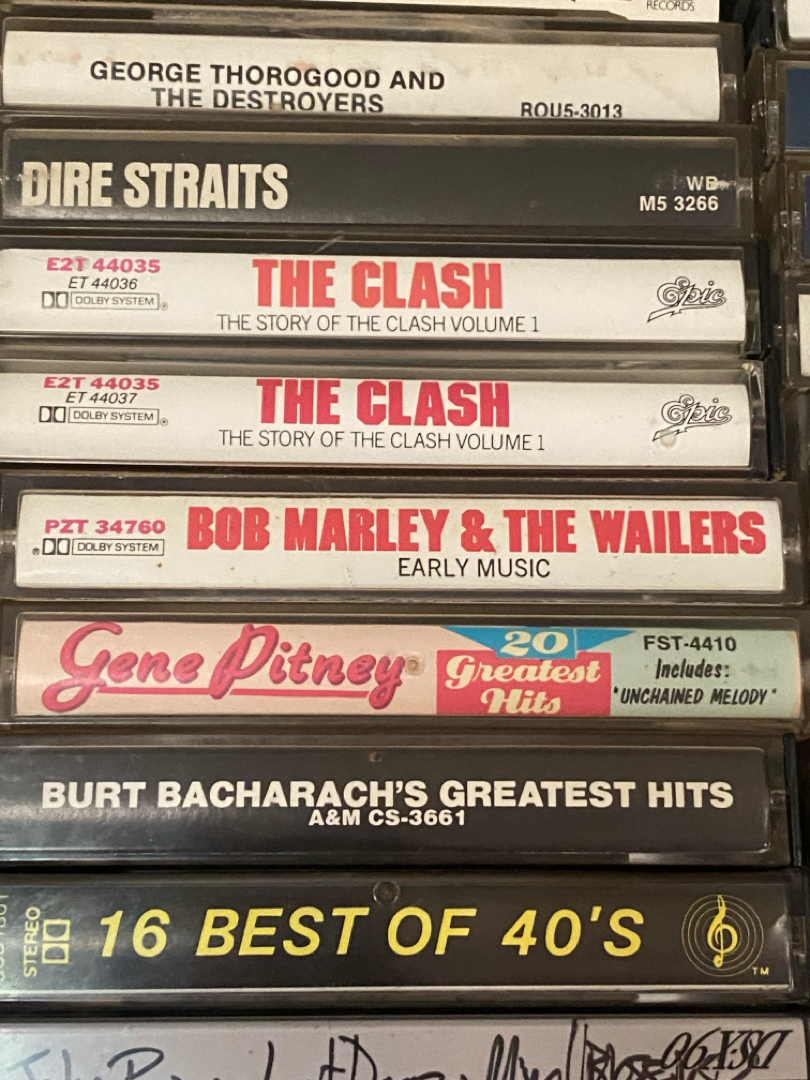 RECORDS
GEORGE THOROGOOD AND
THE DESTROYERS
ROU5-3013
DIRE STRAITS
WB
M5 3266
E2T 44035
ET 44036
DOLBY SYSTEM
THE CLASH
THE STORY OF THE CLASH VOLUME 1
Epic
E2T 44035
ET 44037
DOLBY SYSTEM
THE CLASH
THE STORY OF THE CLASH VOLUME 1
Epic
PZT 34760
DOLBY SYSTEM
BOB MARLEY & THE WAILERS
EARLY MUSIC
Gene Pitney
20
Greatest
Hits
FST-4410
Includes:
"UNCHAINED MELODY"
BURT BACHARACH'S GREATEST HITS
A&M CS-3661
STEREO
16 BEST OF 40'S
TM